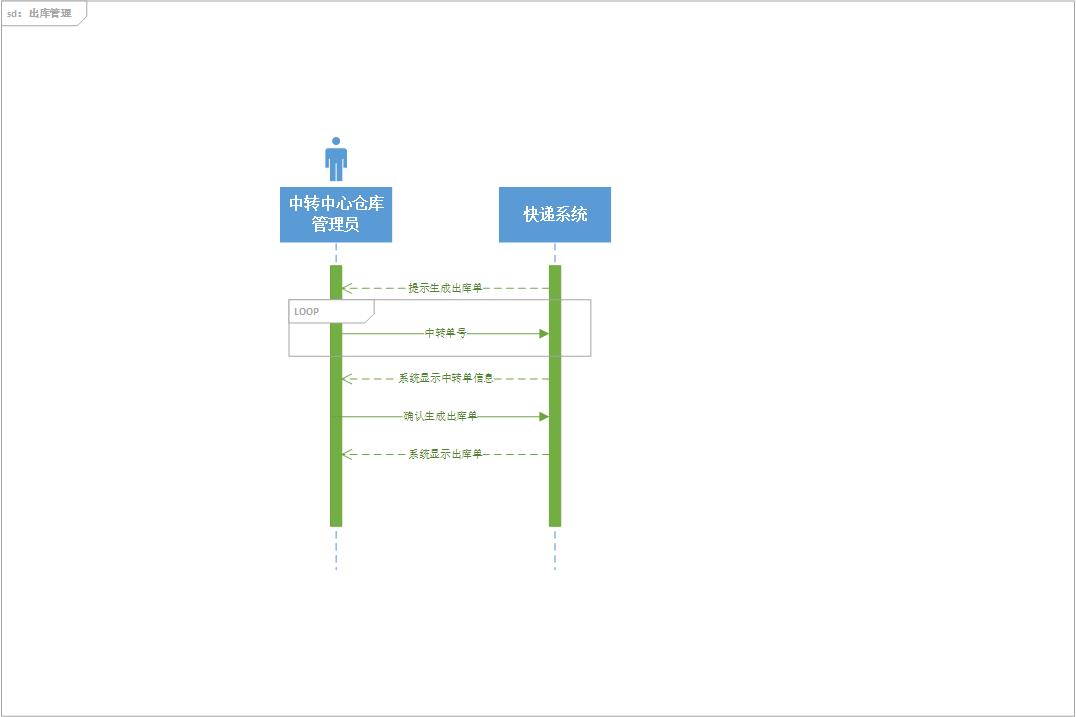 sd: 出库管理
中转中心仓库
管理员
快递系统
提示生成出库单
LOOP
中转单号
系统显示中转单信息
确认生成出库单
系统显示出库单